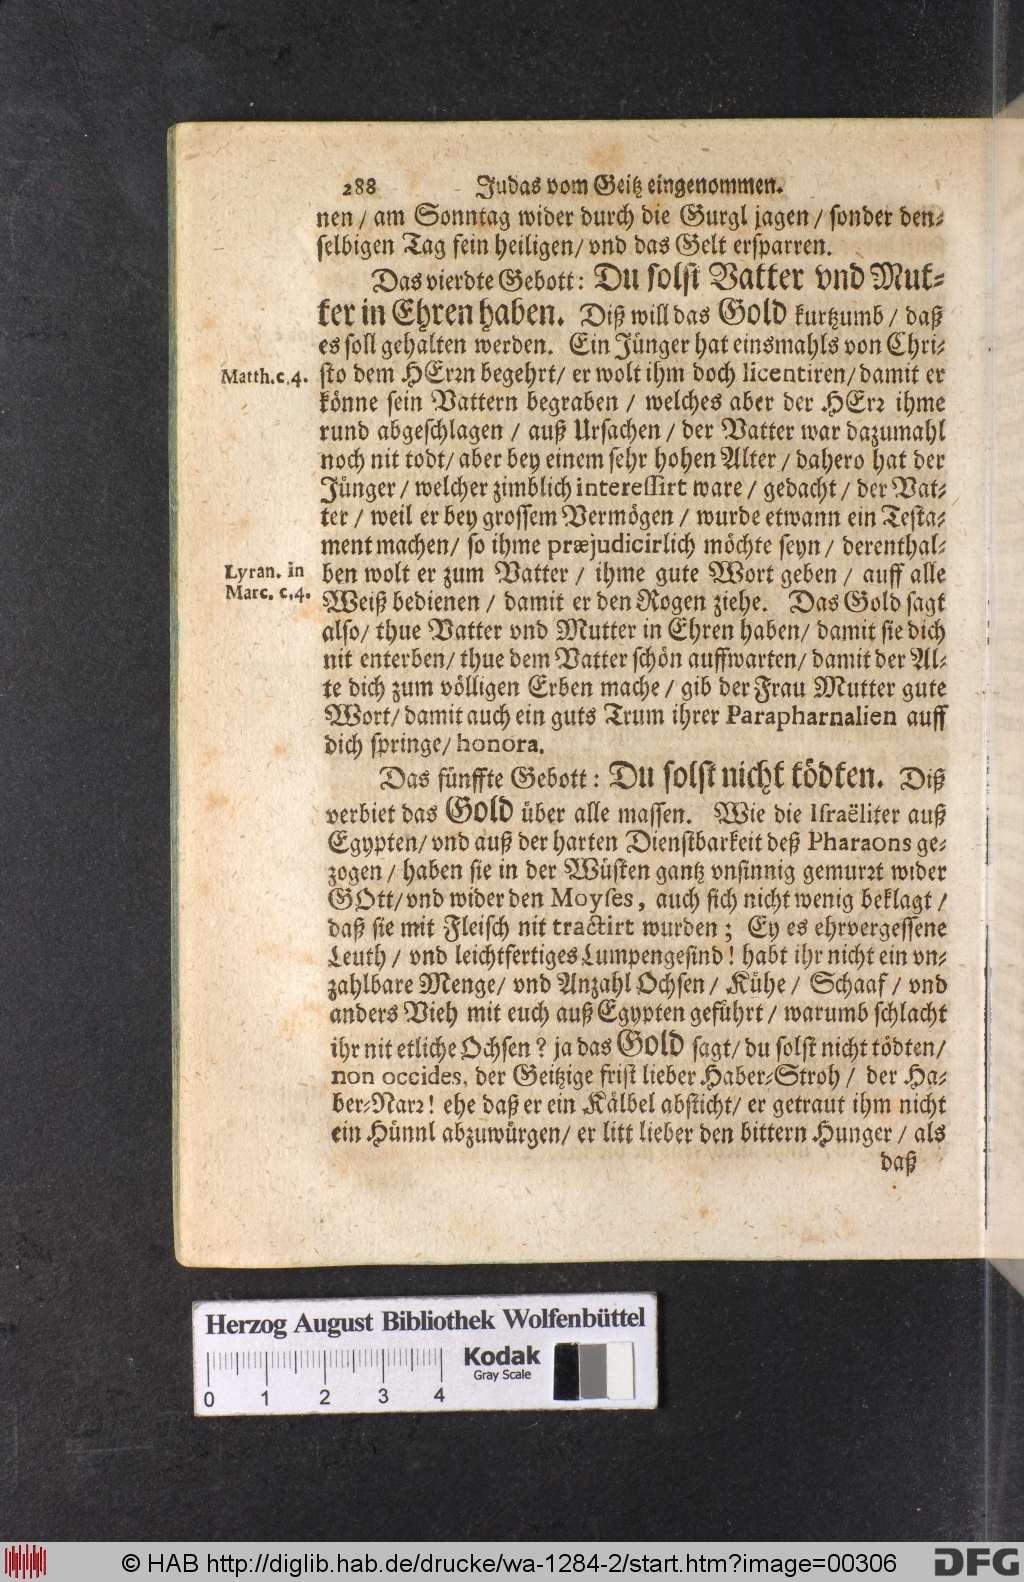 288 Judas vom Geitz eingenommen.
nen / am Sonntag wider durch die Gurgl jagen / sonder den-
selbigen Tag fein heiligen / vnd das Gelt ersparren.
Das vierdte Gebott: Du solst Vatter vnd Mut-
ter in Ehren haben. Diß will das Gold kurtzumb / daß
es soll gehalten werden. Ein Jünger hat einsmahls von Chri-
Matth. c. 4. sto dem HErrn begehrt / er wolt ihm doch licentiren / damit er
könne sein Vattern begraben / welches aber der HErr ihme
rund abgeschlagen / auß Ursachen / der Vatter war dazumahl
noch nit todt / aber bey einem sehr hohen Alter / dahero hat der
Jünger / welcher zimblich interessirt ware / gedacht / der Vat-
ter / weil er bey grossem Vermögen / wurde etwann ein Testa-
ment machen / so ihme præjudicirlich möchte seyn / derenthal-
Lyran. in ben wolt er zum Vatter / ihme gute Wort geben / auff alle
Marc. c. 4. Weiß bedienen / damit er den Rogen ziehe. Das Gold sagt
also / thue Vatter vnd Mutter in Ehren haben / damit sie dich
nit enterben / thue dem Vatter schön auffwarten / damit der Al-
te dich zum völligen Erben mache / gib der Frau Mutter gute
Wort / damit auch ein guts Trum ihrer Parapharnalien auff
dich springe / honora.
Das fünffte Gebott: Du solst nicht tödten. Diß
verbiet das Gold über alle massen. Wie die Israëliter auß
Egypten / vnd auß der harten Dienstbarkeit deß Pharaons ge-
zogen / haben sie in der Wüsten gantz vnsinnig gemurrt wider
GOtt / vnd wider den Moyses, auch sich nicht wenig beklagt /
daß sie mit Fleisch nit tractirt wurden; Ey es ehrvergessene
Leuth / vnd leichtfertiges Lumpengesind! habt ihr nicht ein vn-
zahlbare Menge / vnd Anzahl Ochsen / Kühe / Schaaf / vnd
anders Vieh mit euch auß Egypten geführt / warumb schlacht
ihr nit etliche Ochsen? ja das Gold sagt / du solst nicht tödten /
non occides, der Geitzige frist lieber Haber-Stroh / der Ha-
ber-Narr! ehe daß er ein Kälbel absticht / er getraut ihm nicht
ein Hünnl abzuwürgen / er litt lieber den bittern Hunger / als
daß
Herzog August Bibliothek Wolfenbüttel
Kodak
Gray Scale
0 1 2 3 4
© HAB http://diglib.hab.de/drucke/wa-1284-2/start.htm?image=00306
DFG